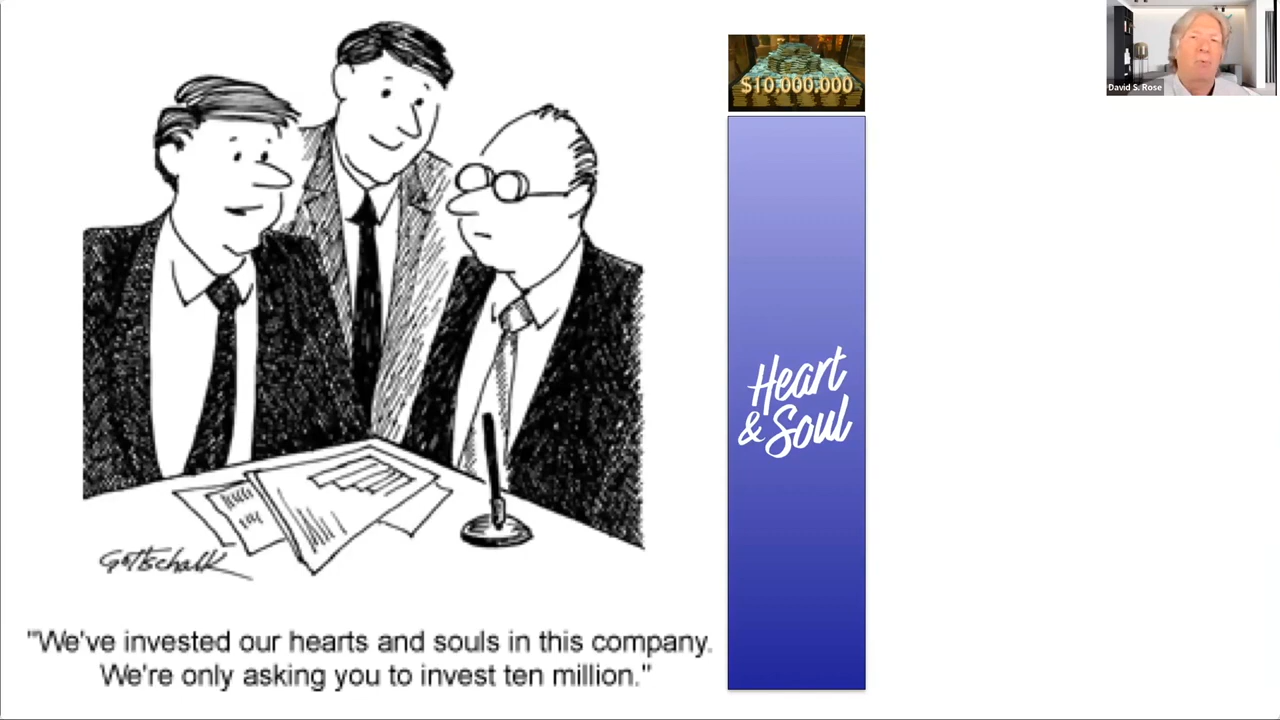 $10,000,000
David S. Rose
Heart
& Soul
Gottschalk
"We've invested our hearts and souls in this company.
We're only asking you to invest ten million."